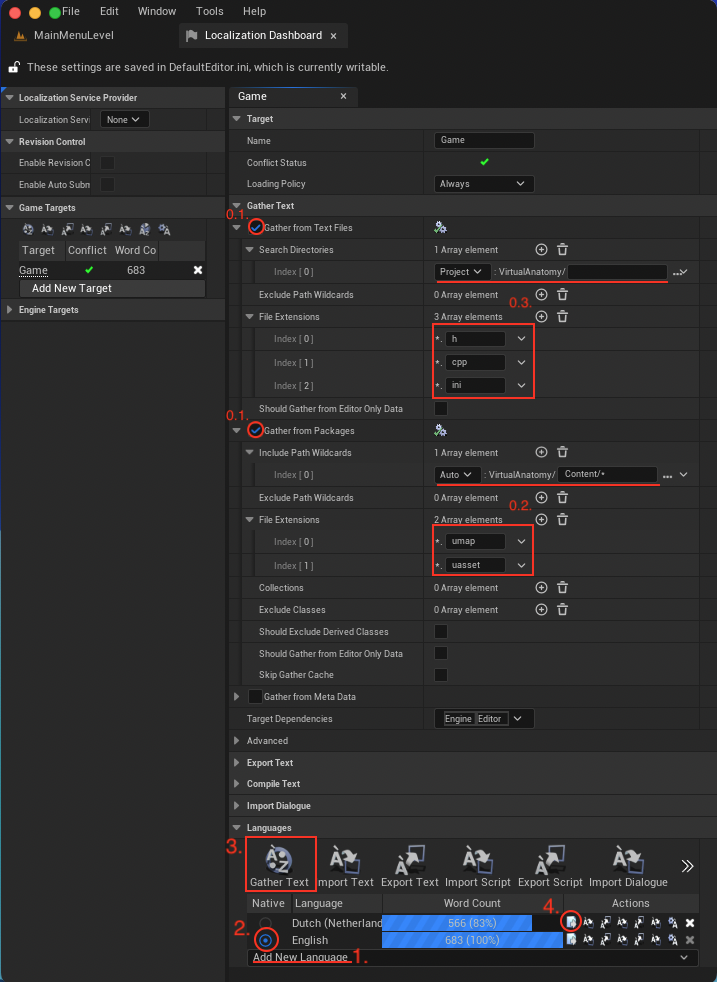 File Edit Window Tools Help
MainMenuLevel Localization Dashboard ×
These settings are saved in DefaultEditor.ini, which is currently writable.
Localization Service Provider
Localization Servi None
Revision Control
Enable Revision C
Enable Auto Subm
Game Targets
Target Conflict Word Co
Game 683
Add New Target
Engine Targets
Game ×
Target
Name Game
Conflict Status
Loading Policy Always
Gather Text
0.1. Gather from Text Files
Search Directories 1 Array element
Index [ 0 ] Project : VirtualAnatomy/ ...
Exclude Path Wildcards 0 Array element 0.3.
File Extensions 3 Array elements
Index [ 0 ] *. h
Index [ 1 ] *. cpp
Index [ 2 ] *. ini
Should Gather from Editor Only Data
0.1. Gather from Packages
Include Path Wildcards 1 Array element
Index [ 0 ] Auto : VirtualAnatomy/ Content/* ...
Exclude Path Wildcards 0 Array element 0.2.
File Extensions 2 Array elements
Index [ 0 ] *. umap
Index [ 1 ] *. uasset
Collections 0 Array element
Exclude Classes 0 Array element
Should Exclude Derived Classes
Should Gather from Editor Only Data
Skip Gather Cache
Gather from Meta Data
Target Dependencies Engine Editor
Advanced
Export Text
Compile Text
Import Dialogue
Languages
3. Gather Text mport Text Export Text Import Script Export Script Import Dialogue
Native Language Word Count Actions
4.
Dutch (Netherland 566 (83%)
2. English 683 (100%)
Add New Language 1.